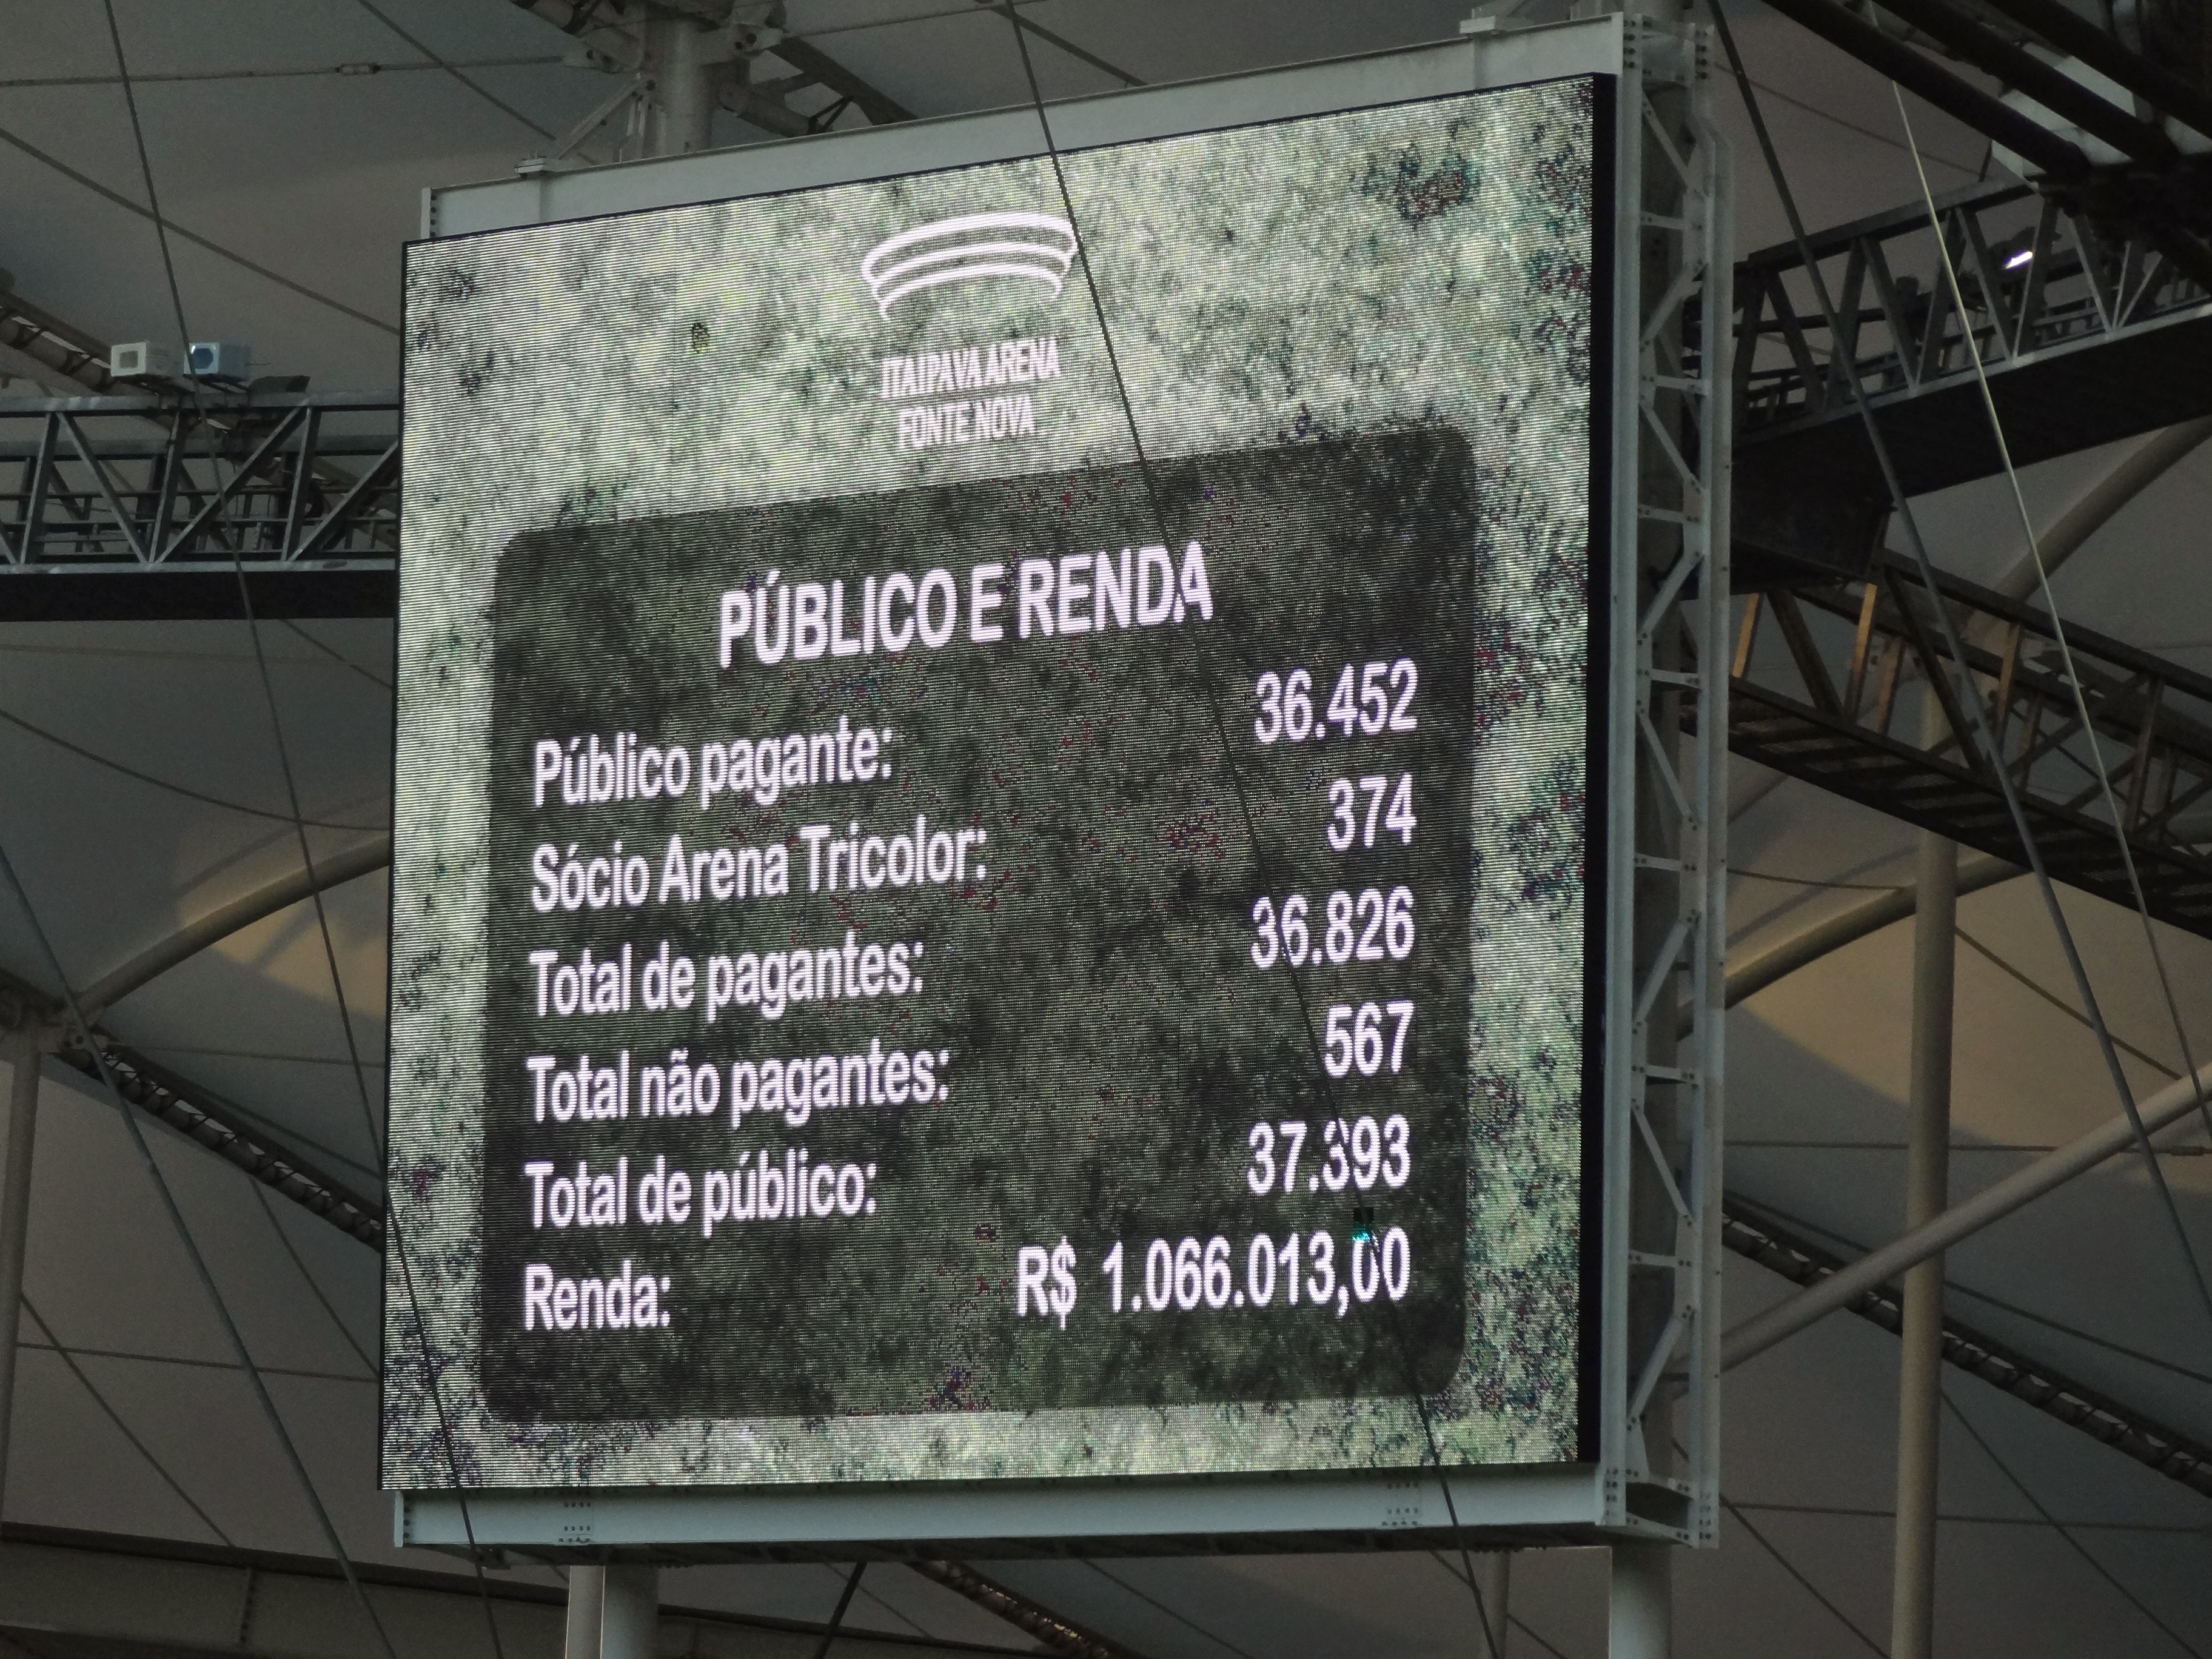 ITAIPAVA ARENA
FONTE NOVA
PÚBLICO E RENDA
Público pagante: 36.452
Sócio Arena Tricolor: 374
Total de pagantes: 36.826
Total não pagantes: 567
Total de público: 37.393
Renda: R$ 1.066.013,00